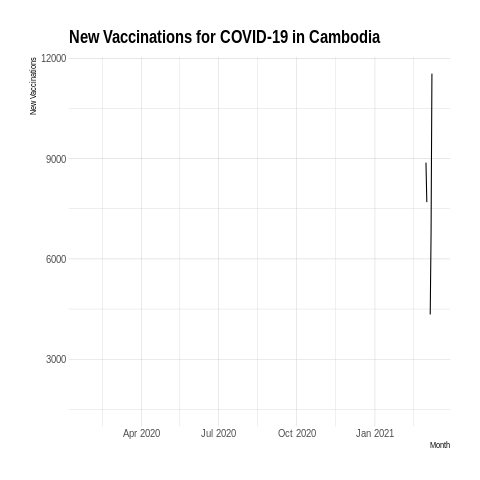 New Vaccinations for COVID-19 in Cambodia
New Vaccinations
12000
9000
6000
3000
Apr 2020 Jul 2020 Oct 2020 Jan 2021
Month